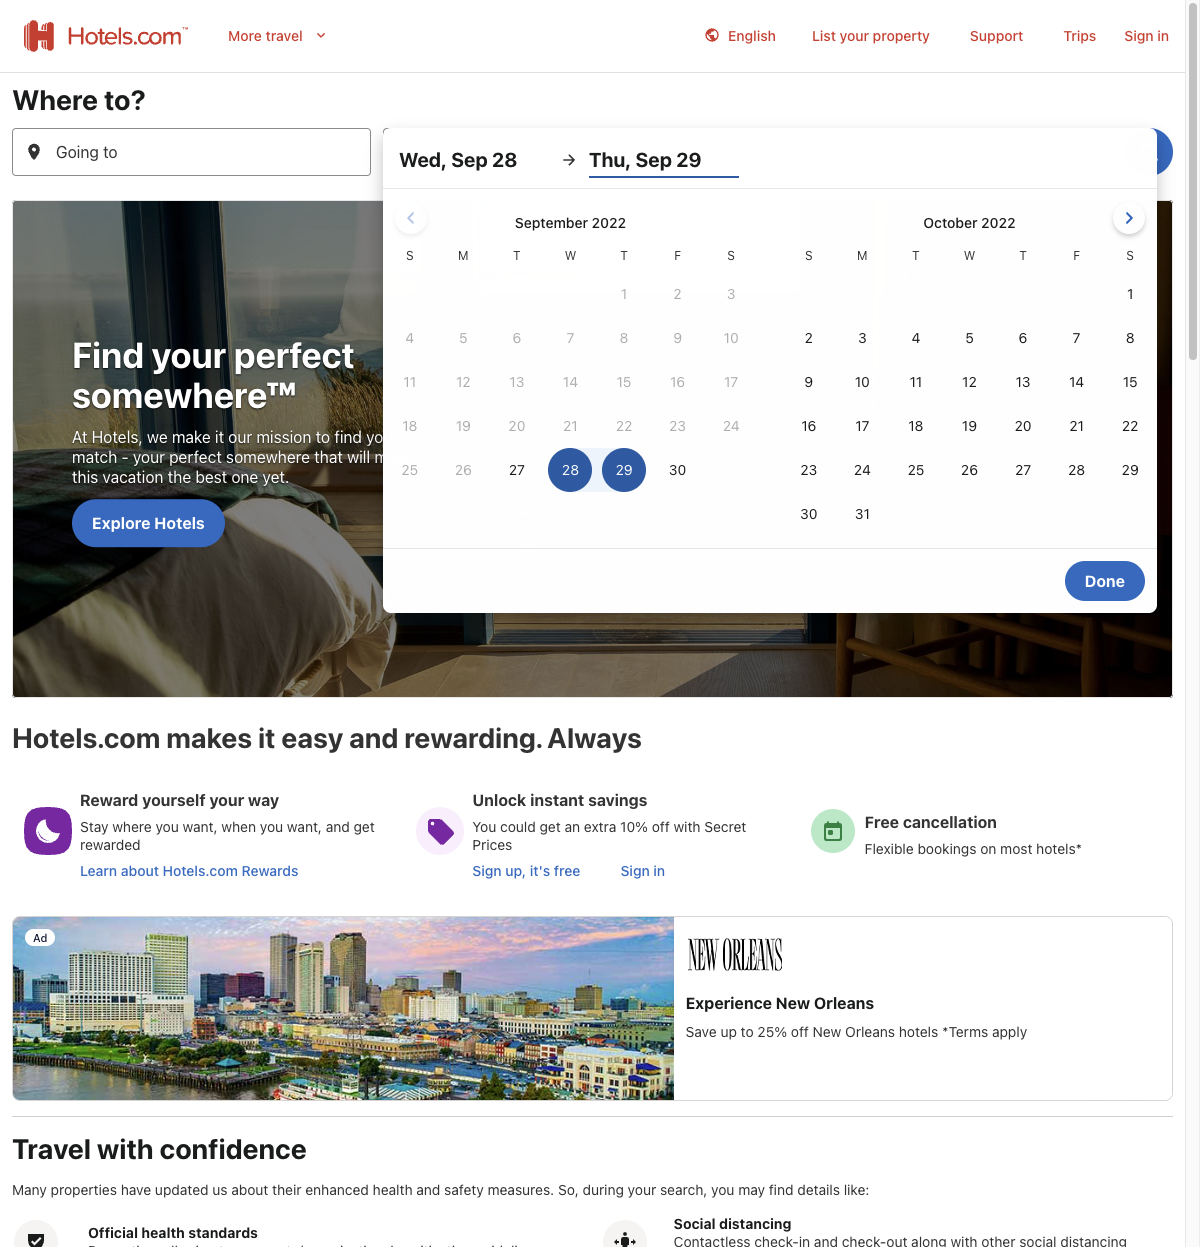 Hotels.com™
More travel
English
List your property
Support
Trips
Sign in
Where to?
Going to
Wed, Sep 28
Thu, Sep 29
September 2022
S M T W T F S
1 2 3
4 5 6 7 8 9 10
11 12 13 14 15 16 17
18 19 20 21 22 23 24
25 26 27 28 29 30
October 2022
S M T W T F S
1
2 3 4 5 6 7 8
9 10 11 12 13 14 15
16 17 18 19 20 21 22
23 24 25 26 27 28 29
30 31
Done
Find your perfect
somewhere™
At Hotels, we make it our mission to find
match - your perfect somewhere that will
this vacation the best one yet.
Explore Hotels
Hotels.com makes it easy and rewarding. Always
Reward yourself your way
Stay where you want, when you want, and get
rewarded
Learn about Hotels.com Rewards
Unlock instant savings
You could get an extra 10% off with Secret
Prices
Sign up, it's free
Sign in
Free cancellation
Flexible bookings on most hotels*
Ad
NEW ORLEANS
Experience New Orleans
Save up to 25% off New Orleans hotels *Terms apply
Travel with confidence
Many properties have updated us about their enhanced health and safety measures. So, during your search, you may find details like:
Official health standards
Social distancing
Contactless check-in and check-out along with other social distancing